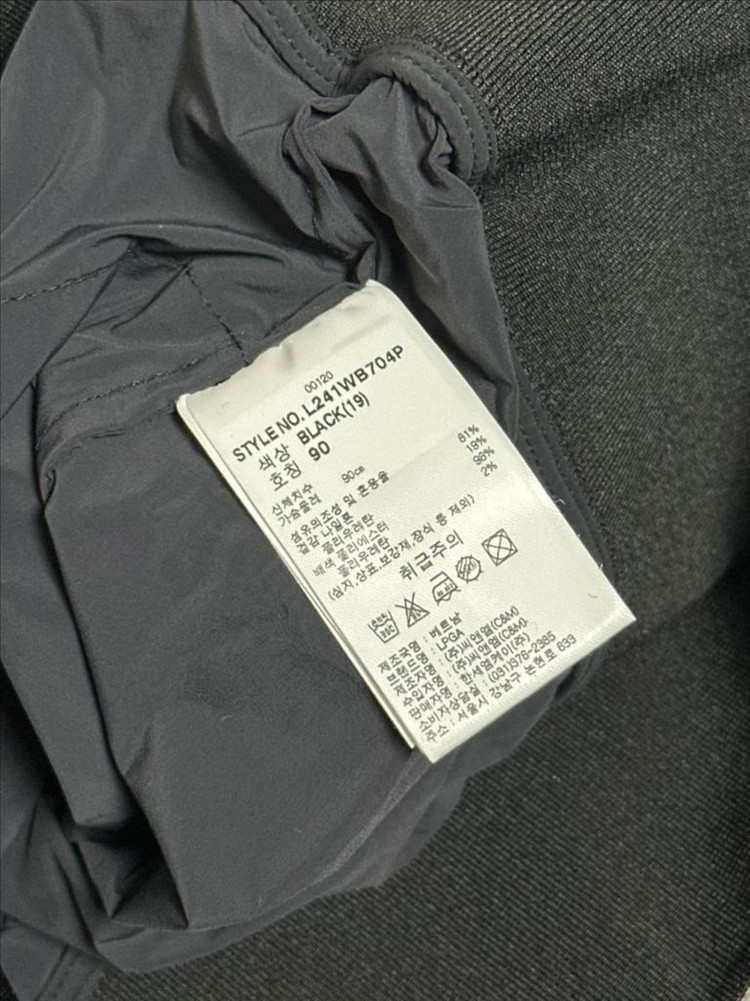 00120
STYLE NO. L241WB704P
색상 BLACK(19)
호칭 90
신체치수
가슴둘레 90cm
섬유의조성 및 혼용율
겉감 나일론 81%
폴리우레탄 19%
배색 폴리에스터 98%
폴리우레탄 2%
(심지,상표,보강재,장식 등 제외)
취급주의
제조국명 : 베트남
브랜드명 : LPGA
제조자명 : (주)씨앤엠(C&M)
수입자명 : (주)씨앤엠(C&M)
판매자명 : 한세엠케이(주)
소비자상담실 : (031)378-2365
주소 : 서울시 강남구 논현로 633